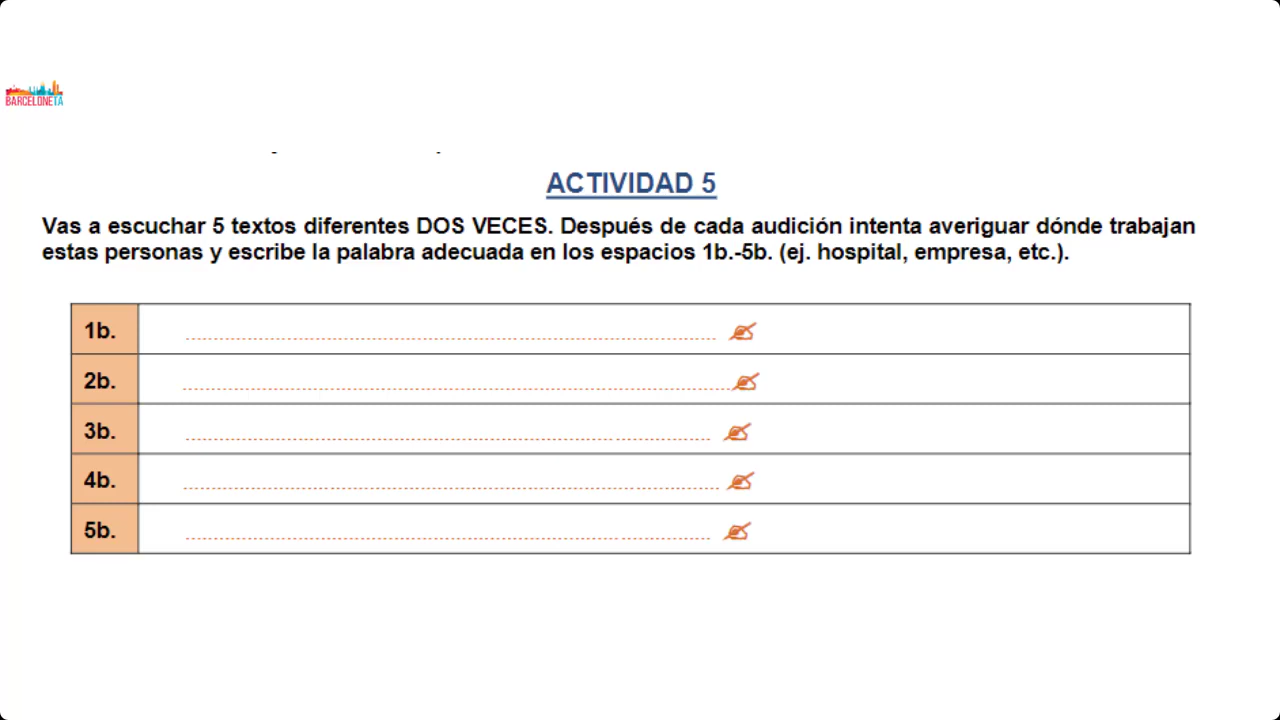 BARCELONETA
ACTIVIDAD 5
Vas a escuchar 5 textos diferentes DOS VECES. Después de cada audición intenta averiguar dónde trabajan
estas personas y escribe la palabra adecuada en los espacios 1b.-5b. (ej. hospital, empresa, etc.).
1b. ........................................................................................
2b. ........................................................................................
3b. ........................................................................................
4b. ........................................................................................
5b. ........................................................................................